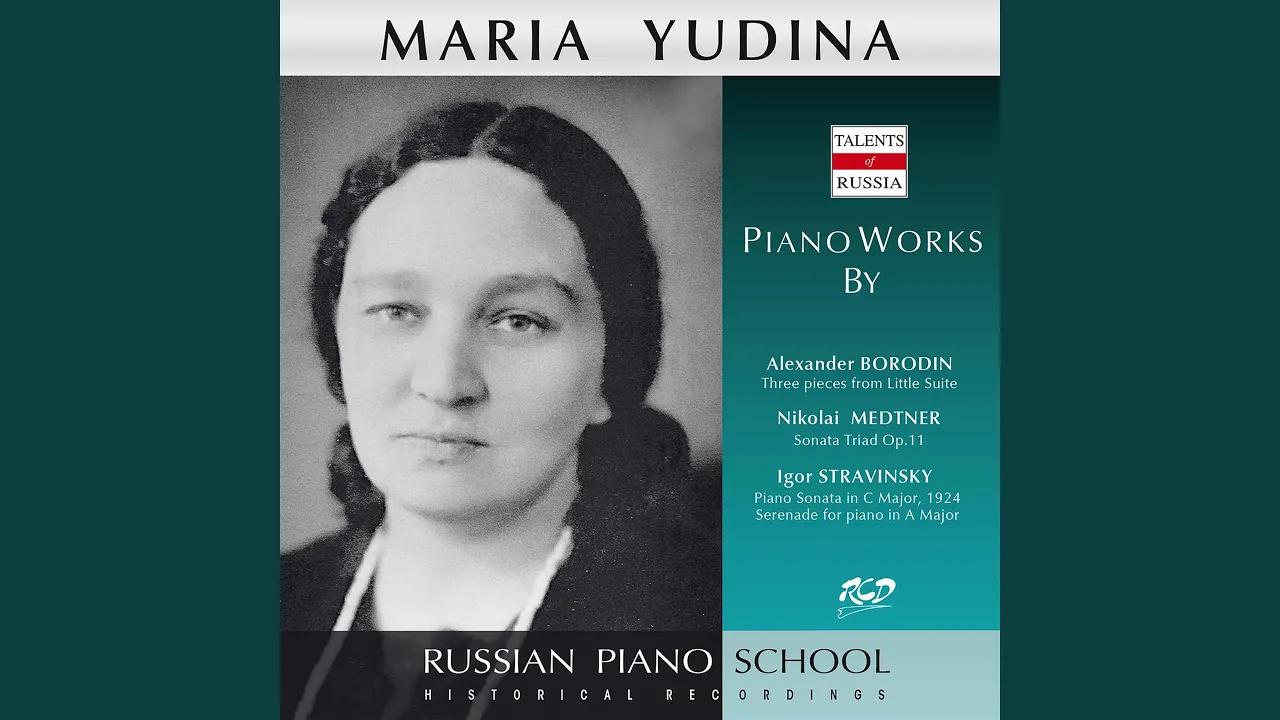 MARIA YUDINA
TALENTS
of
RUSSIA
PIANO WORKS
BY
Alexander BORODIN
Three pieces from Little Suite
Nikolai MEDTNER
Sonata Triad Op.11
Igor STRAVINSKY
Piano Sonata in C Major, 1924
Serenade for piano in A Major
RCD
RUSSIAN PIANO SCHOOL
HISTORICAL RECORDINGS